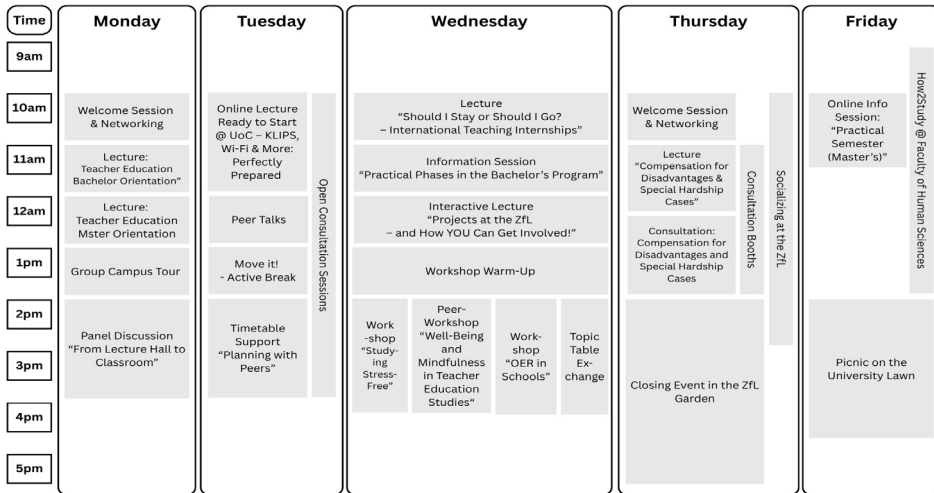 Time
Monday
Tuesday
Wednesday
Thursday
Friday
9am
10am
11am
12am
1pm
2pm
3pm
4pm
5pm
Welcome Session
& Networking
Lecture:
Teacher Education
Bachelor Orientation”
Lecture:
Teacher Education
Mster Orientation
Group Campus Tour
Panel Discussion
“From Lecture Hall to
Classroom”
Online Lecture
Ready to Start
@ UoC – KLIPS,
Wi-Fi & More:
Perfectly
Prepared
Peer Talks
Move it!
- Active Break
Timetable
Support
“Planning with
Peers”
Open Consultation Sessions
Lecture
“Should I Stay or Should I Go?
– International Teaching Internships”
Information Session
“Practical Phases in the Bachelor’s Program”
Interactive Lecture
“Projects at the ZfL
– and How YOU Can Get Involved!”
Workshop Warm-Up
Work
-shop
“Study-
ing
Stress-
Free”
Peer-
Workshop
“Well-Being
and
Mindfulness in
Teacher
Education
Studies“
Work-
shop
“OER in
Schools”
Topic
Table
Ex-
change
Welcome Session
& Networking
Lecture
“Compensation for
Disadvantages &
Special Hardship
Cases”
Consultation:
Compensation for
Disadvantages and
Special Hardship
Cases
Consultation Booths
Socializing at the ZfL
Closing Event in the ZfL
Garden
Online Info
Session:
“Practical
Semester
(Master’s)”
How2Study @ Faculty of Human Sciences
Picnic on the
University Lawn